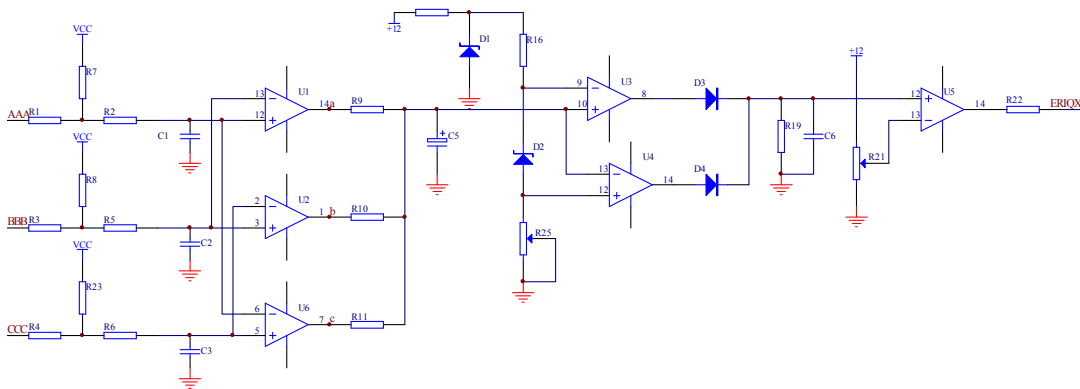 VCC
+12
D1
R16
+12
R7
U1
U3
D3
U5
13
14 a
R9
9
8
12
14
R22
ERIQX
AAA
R1
R2
12
10
13
C1
C5
R19
C6
VCC
R21
D2
U4
R8
13
D4
12
14
U2
2
BBB
R3
R5
3
1
b
R10
C2
R25
VCC
R23
U6
6
CCC
R4
R6
5
7
c
R11
C3